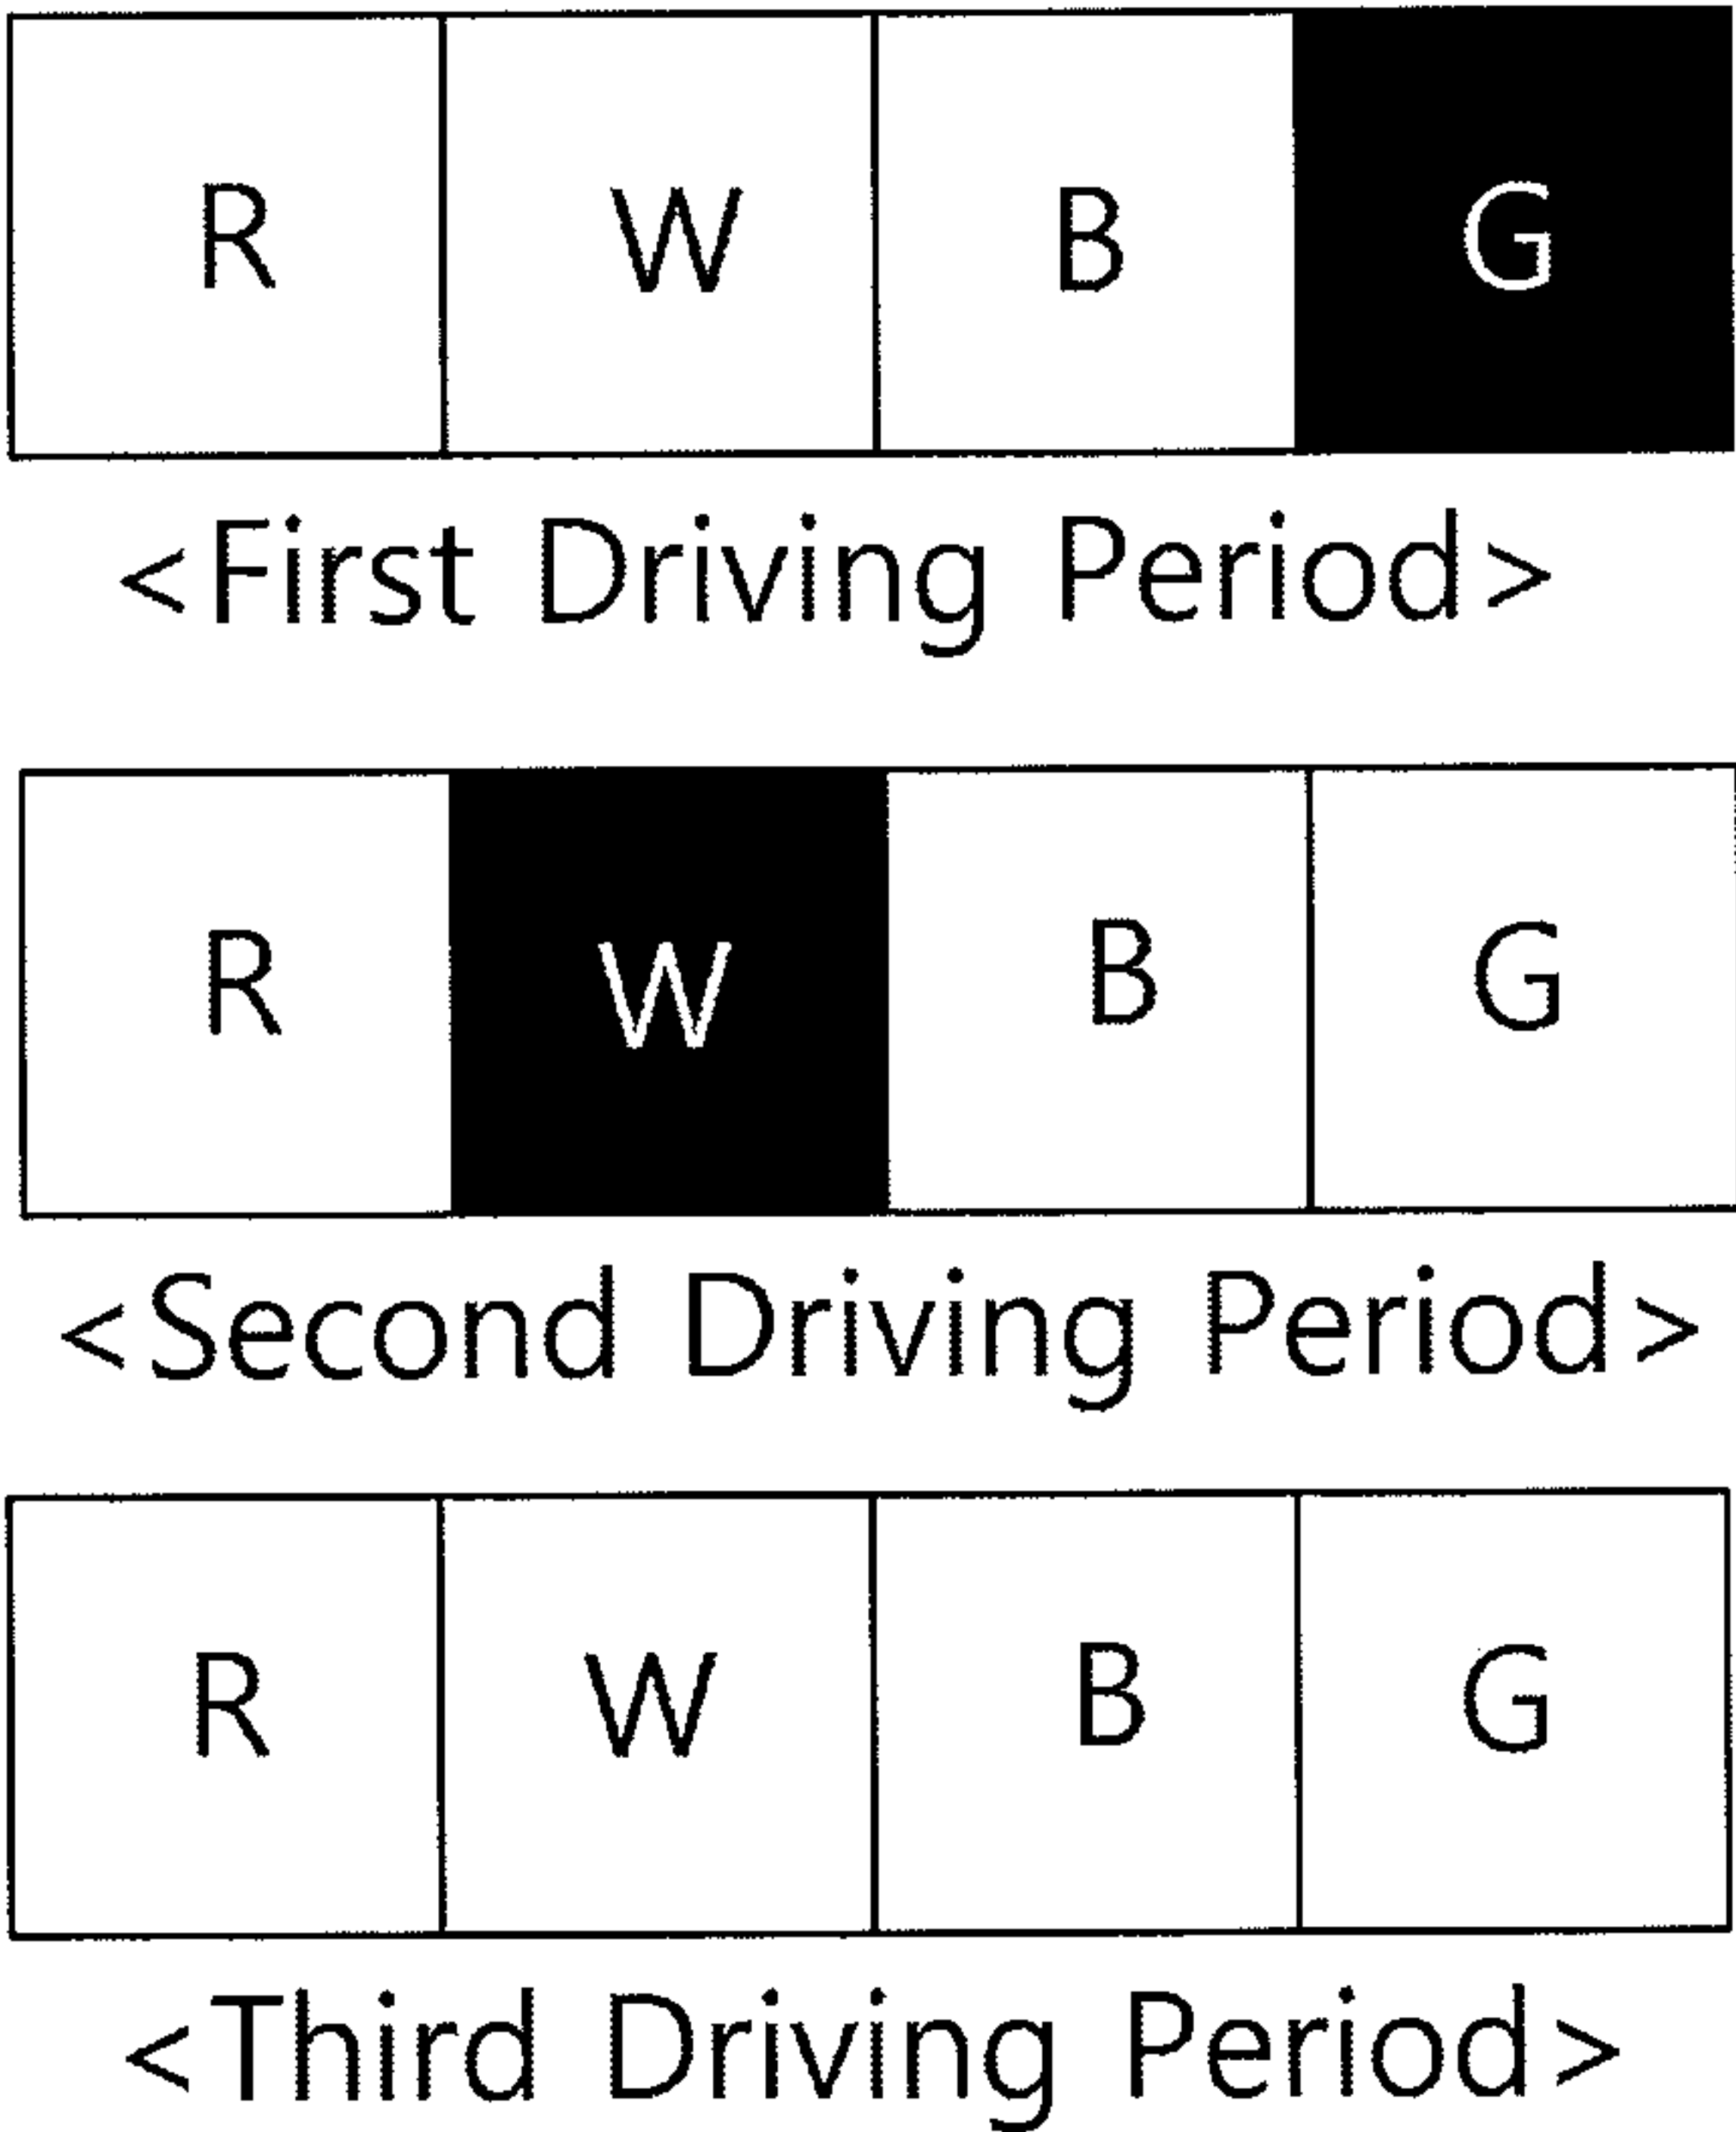 R W B G
<First Driving Period>
R W B G
<Second Driving Period>
R W B G
<Third Driving Period>